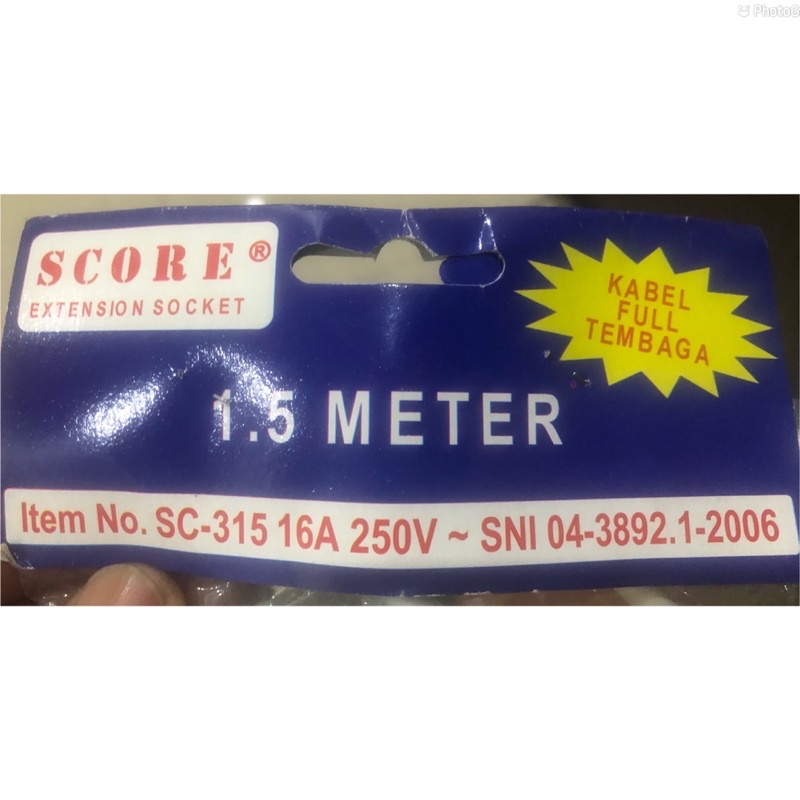 PhotoG
SCORE®
EXTENSION SOCKET
KABEL
FULL
TEMBAGA
1.5 METER
Item No. SC-315 16A 250V ~ SNI 04-3892.1-2006